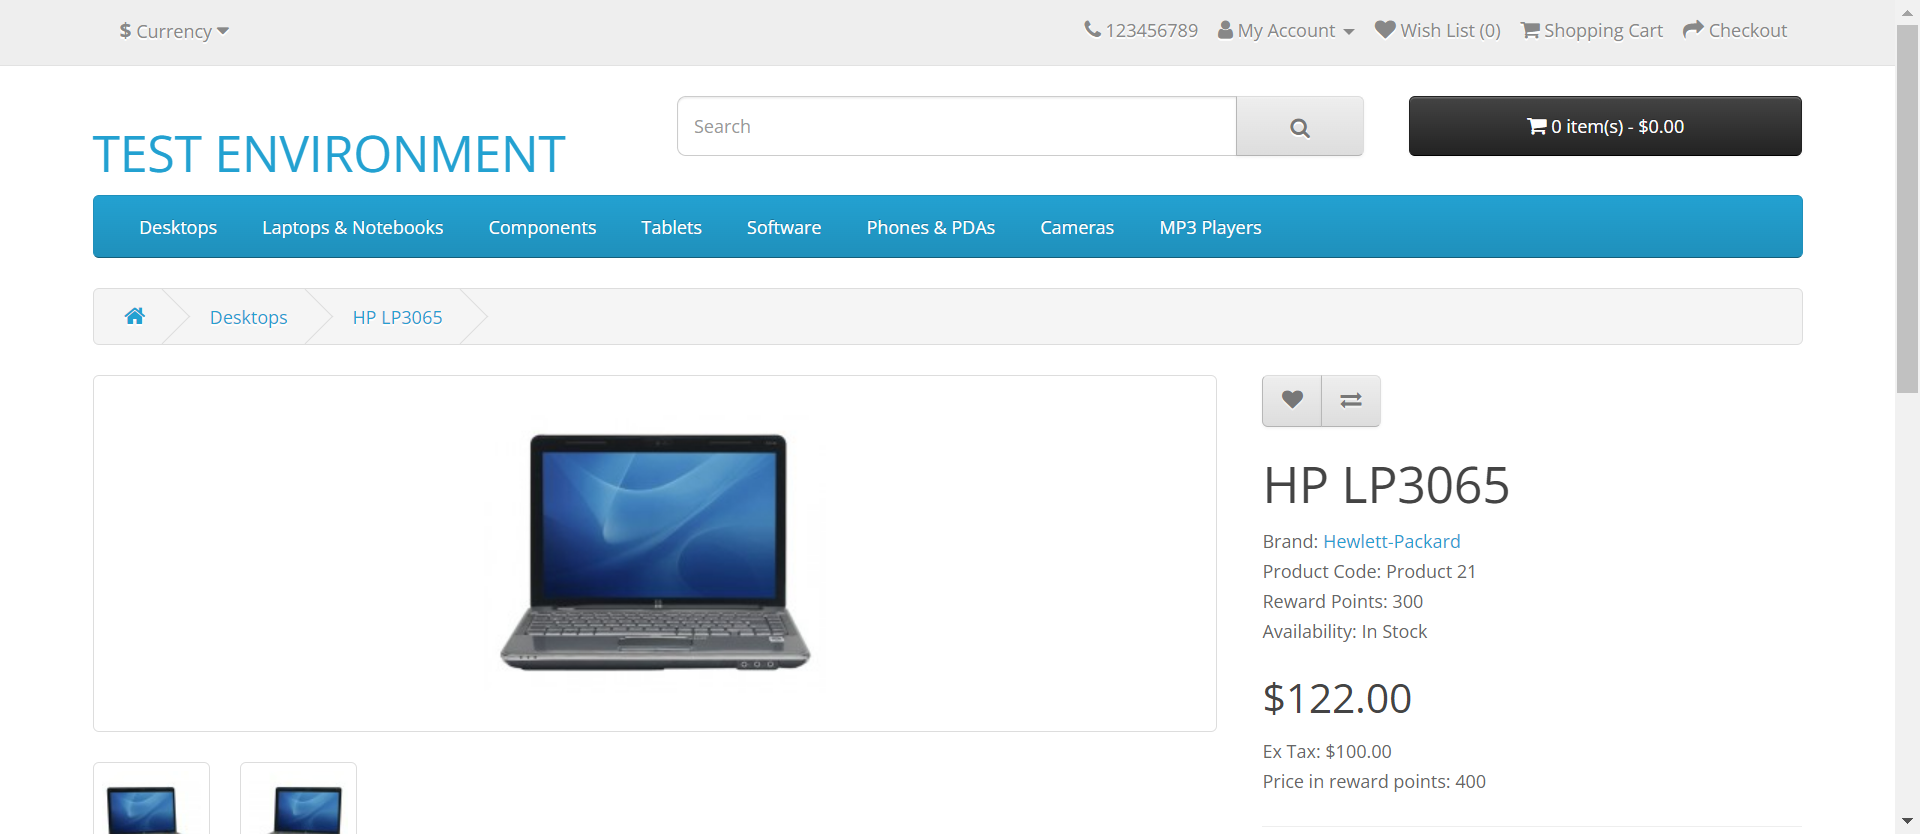 $ Currency
123456789 My Account Wish List (0) Shopping Cart Checkout
TEST ENVIRONMENT
Search
0 item(s) - $0.00
Desktops Laptops & Notebooks Components Tablets Software Phones & PDAs Cameras MP3 Players
Desktops HP LP3065
HP LP3065
Brand: Hewlett-Packard
Product Code: Product 21
Reward Points: 300
Availability: In Stock
$122.00
Ex Tax: $100.00
Price in reward points: 400